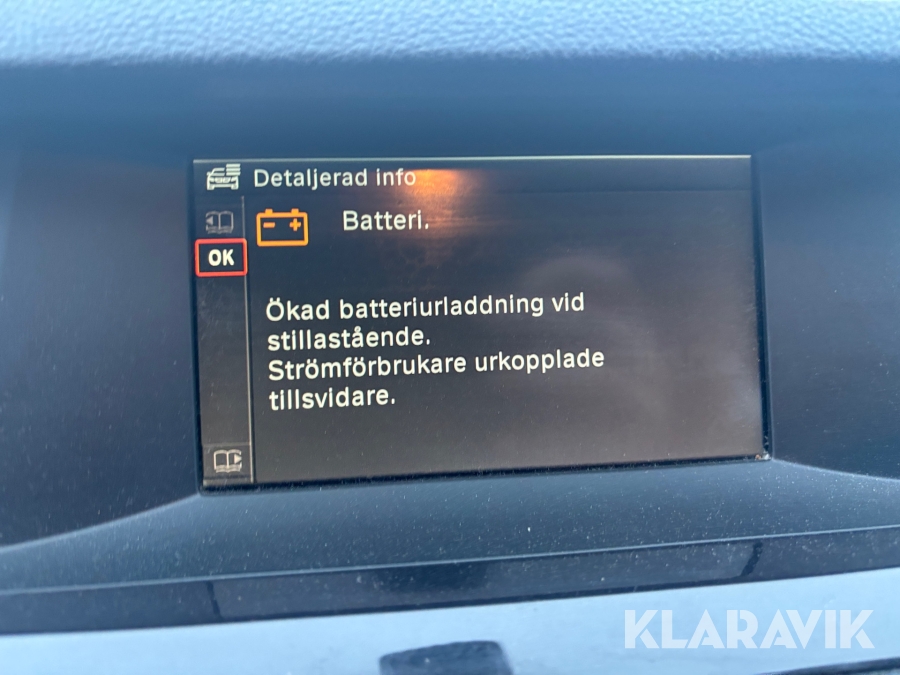 Detaljerad info
Batteri.
OK
Ökad batteriurladdning vid
stillastående.
Strömförbrukare urkopplade
tillsvidare.
KLARAVIK